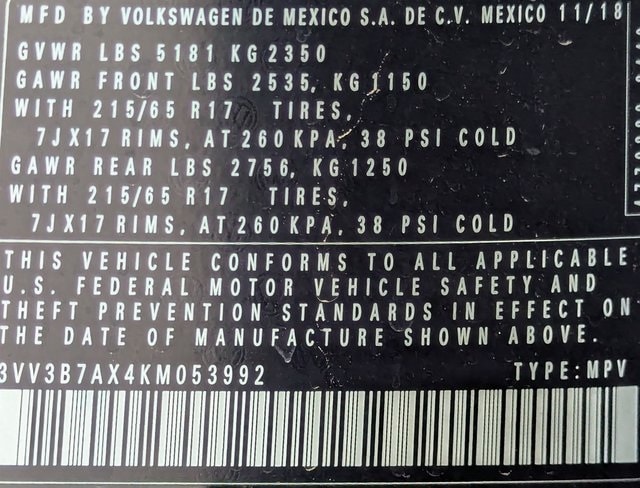 MFD BY VOLKSWAGEN DE MEXICO S.A. DE C.V. MEXICO 11/18
GVWR LBS 5181 KG 2350
GAWR FRONT LBS 2535, KG 1150
WITH 215/65 R17 TIRES,
7JX17 RIMS, AT 260 KPA, 38 PSI COLD
GAWR REAR LBS 2756, KG 1250
WITH 215/65 R17 TIRES,
7JX17 RIMS, AT 260 KPA, 38 PSI COLD
THIS VEHICLE CONFORMS TO ALL APPLICABLE
U.S. FEDERAL MOTOR VEHICLE SAFETY AND
THEFT PREVENTION STANDARDS IN EFFECT ON
THE DATE OF MANUFACTURE SHOWN ABOVE.
3VV3B7AX4KM053992 TYPE: MPV